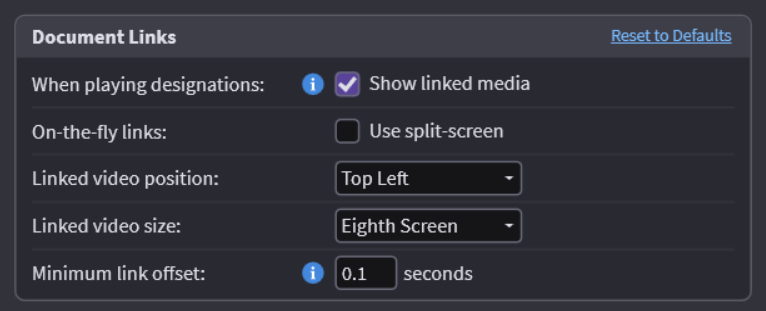 Document Links Reset to Defaults
When playing designations: i Show linked media
On-the-fly links: Use split-screen
Linked video position: Top Left
Linked video size: Eighth Screen
Minimum link offset: i 0.1 seconds